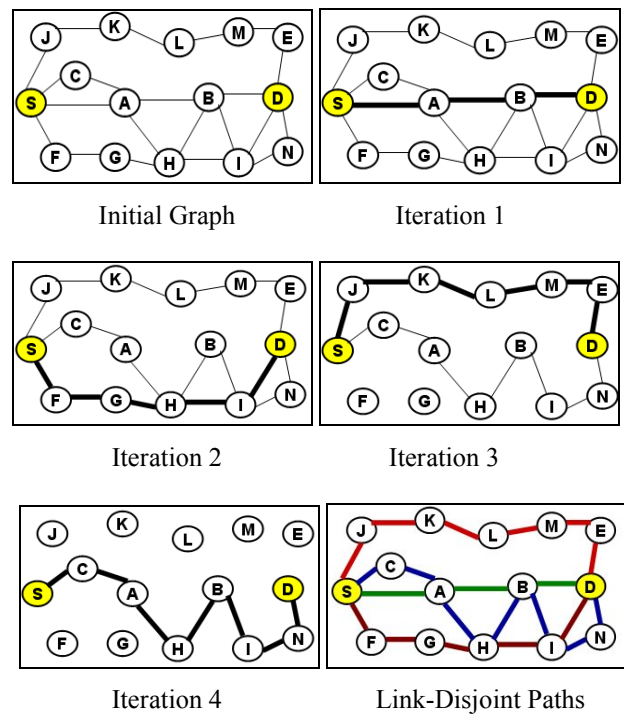 J K L M E
C
S A B D
F G H I N
J K L M E
C
S A B D
F G H I N
Initial Graph Iteration 1
J K L M E
C
S A B D
F G H I N
J K L M E
C
S A B D
F G H I N
Iteration 2 Iteration 3
J K L M E
C
S A B D
F G H I N
J K L M E
C
S A B D
F G H I N
Iteration 4 Link-Disjoint Paths